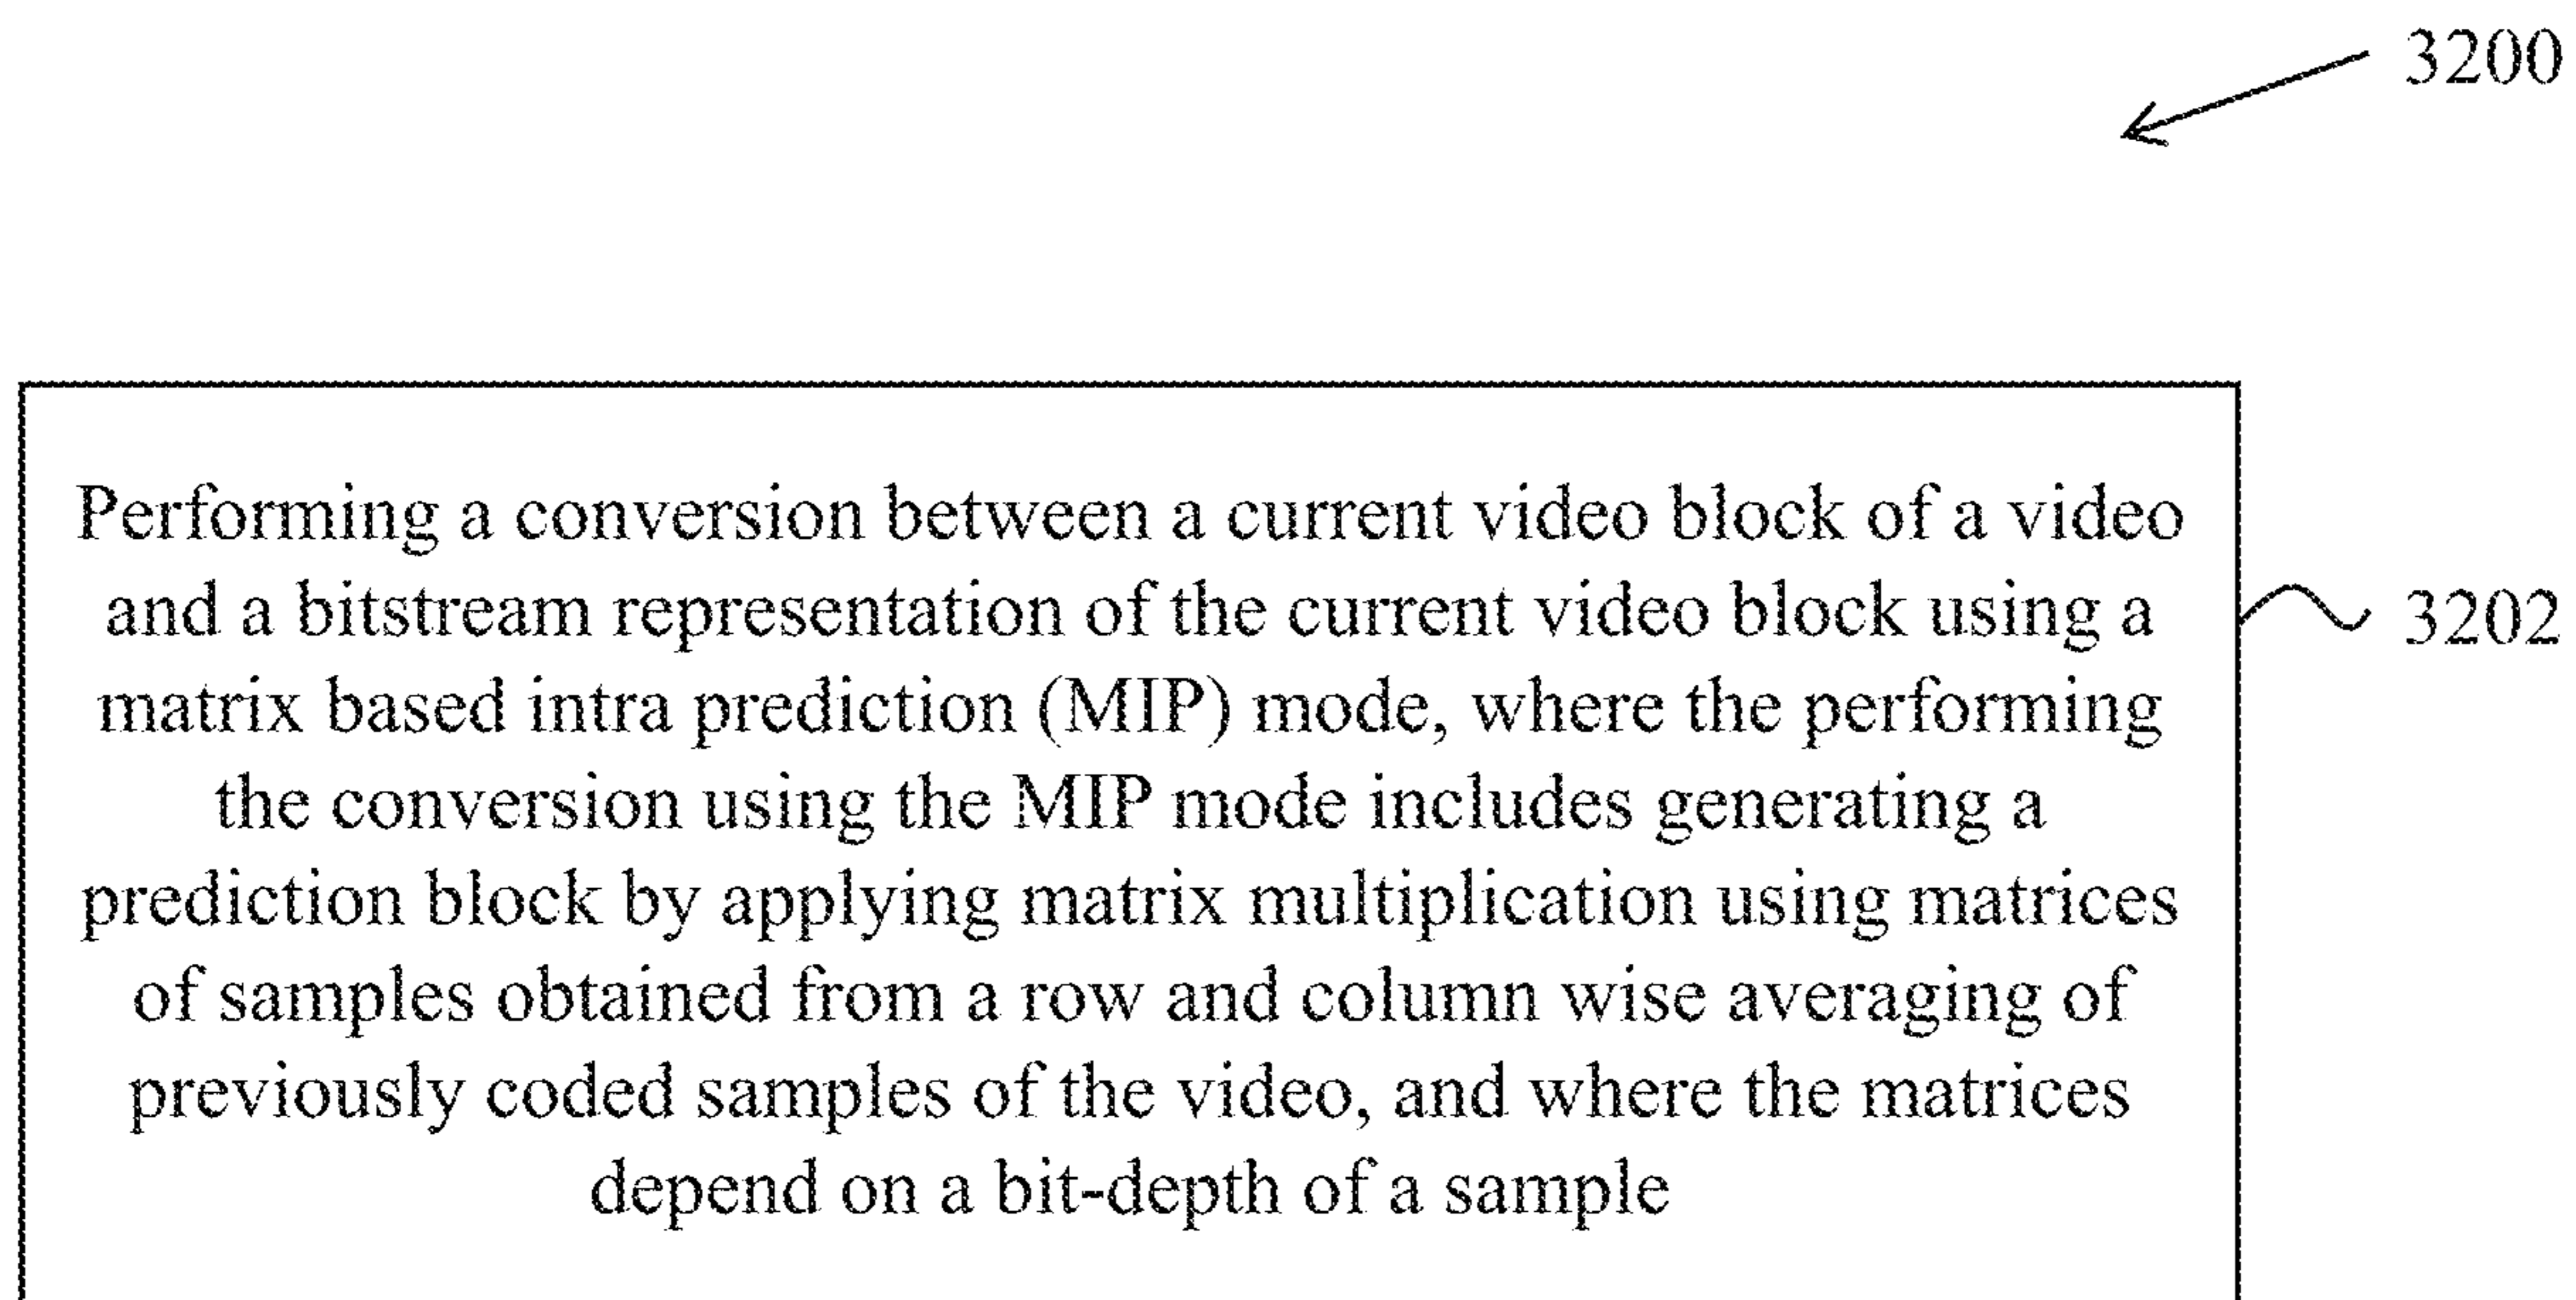 3200
Performing a conversion between a current video block of a video
and a bitstream representation of the current video block using a
matrix based intra prediction (MIP) mode, where the performing
the conversion using the MIP mode includes generating a
prediction block by applying matrix multiplication using matrices
of samples obtained from a row and column wise averaging of
previously coded samples of the video, and where the matrices
depend on a bit-depth of a sample
3202